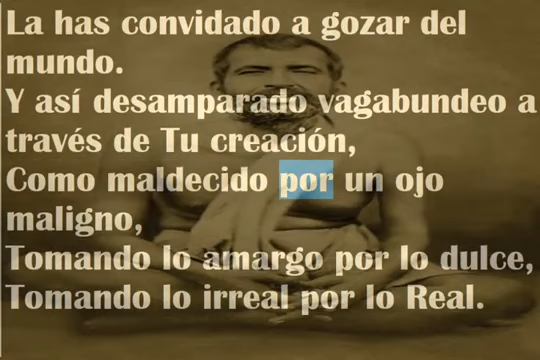 La has convidado a gozar del
mundo.
Y así desamparado vagabundeo a
través de Tu creación,
Como maldecido por un ojo
maligno,
Tomando lo amargo por lo dulce,
Tomando lo irreal por lo Real.